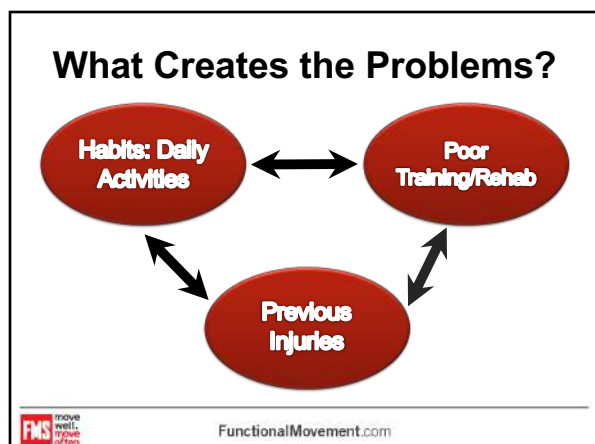 What Creates the Problems?
Habits: Daily
Activities
Poor
Training/Rehab
Previous
Injuries
FMS
move
well.
move
often
FunctionalMovement.com